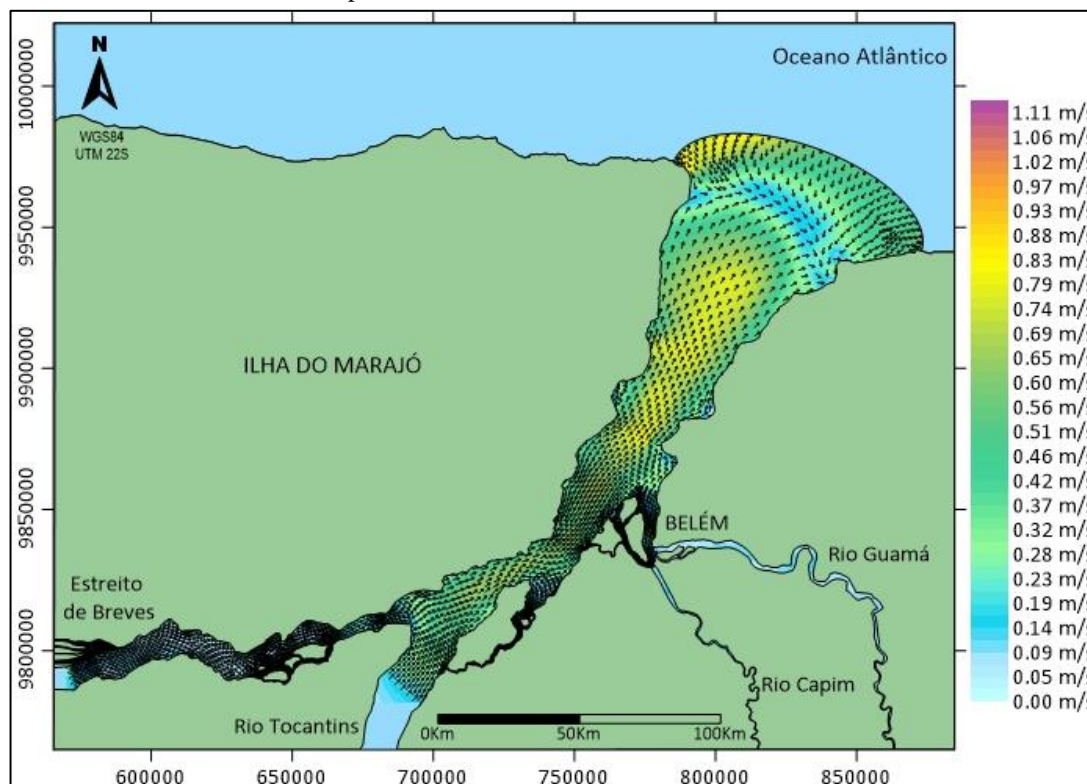 N
WGS84
UTM 22S
Oceano Atlântico
ILHA DO MARAJÓ
BELÉM
Rio Guamá
Estreito
de Breves
Rio Capim
Rio Tocantins
0Km
50Km
100Km
10000000
9950000
9900000
9850000
9800000
600000
650000
700000
750000
800000
850000
1.11 m/s
1.06 m/s
1.02 m/s
0.97 m/s
0.93 m/s
0.88 m/s
0.83 m/s
0.79 m/s
0.74 m/s
0.69 m/s
0.65 m/s
0.60 m/s
0.56 m/s
0.51 m/s
0.46 m/s
0.42 m/s
0.37 m/s
0.32 m/s
0.28 m/s
0.23 m/s
0.19 m/s
0.14 m/s
0.09 m/s
0.05 m/s
0.00 m/s